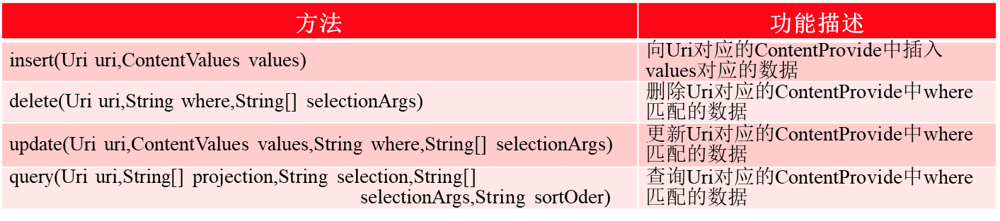 方法
功能描述
insert(Uri uri,ContentValues values)
向Uri对应的ContentProvide中插入
values对应的数据
delete(Uri uri,String where,String[] selectionArgs)
删除Uri对应的ContentProvide中where
匹配的数据
update(Uri uri,ContentValues values,String where,String[] selectionArgs)
更新Uri对应的ContentProvide中where
匹配的数据
query(Uri uri,String[] projection,String selection,String[]
selectionArgs,String sortOder)
查询Uri对应的ContentProvide中where
匹配的数据